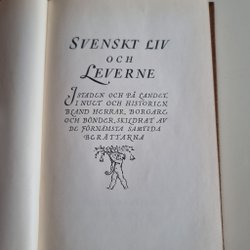 SVENSKT LIV
OCH
LEVERNE
I STADEN OCH PÅ LANDET,
I NUET OCH HISTORIEN,
BLAND HERRAR, BORGARE
OCH BÖNDER, SKILDRAT AV
DE FÖRNÄMSTA SAMTIDA
BERÄTTARNA